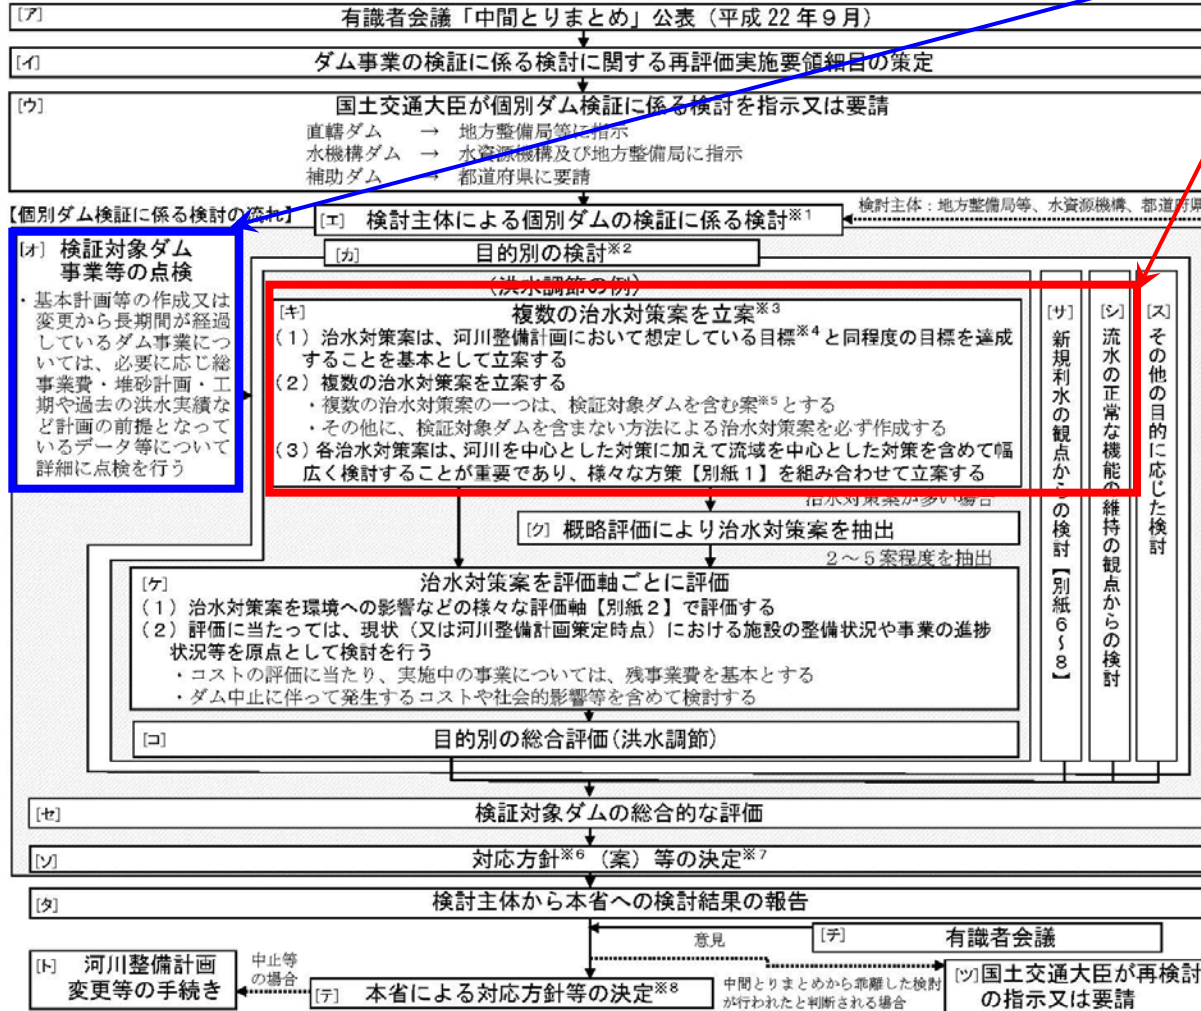 [ア] 有識者会議「中間とりまとめ」公表（平成22年９月）
[イ] ダム事業の検証に係る検討に関する再評価実施要領細目の策定
[ウ] 国土交通大臣が個別ダム検証に係る検討を指示又は要請
直轄ダム → 地方整備局等に指示
水機構ダム → 水資源機構及び地方整備局に指示
補助ダム → 都道府県に要請
【個別ダム検証に係る検討の流れ】
[エ] 検討主体による個別ダムの検証に係る検討※1
検討主体：地方整備局等、水資源機構、都道府県
[オ] 検証対象ダム
事業等の点検
・基本計画等の作成又は
変更から長期間が経過
しているダム事業につ
いては、必要に応じ総
事業費・堆砂計画・工
期や過去の洪水実績な
ど計画の前提となって
いるデータ等について
詳細に点検を行う
[カ] 目的別の検討※2
(洪水調節の例)
[キ] 複数の治水対策案を立案※3
（１）治水対策案は、河川整備計画において想定している目標※4と同程度の目標を達成
することを基本として立案する
（２）複数の治水対策案を立案する
・複数の治水対策案の一つは、検証対象ダムを含む案※5とする
・その他に、検証対象ダムを含まない方法による治水対策案を必ず作成する
（３）各治水対策案は、河川を中心とした対策に加えて流域を中心とした対策を含めて幅
広く検討することが重要であり、様々な方策【別紙１】を組み合わせて立案する
治水対策案が多い場合
[ク] 概略評価により治水対策案を抽出
２～５案程度を抽出
[ケ] 治水対策案を評価軸ごとに評価
（１）治水対策案を環境への影響などの様々な評価軸【別紙２】で評価する
（２）評価に当たっては、現状（又は河川整備計画策定時点）における施設の整備状況や事業の進捗
状況等を原点として検討を行う
・コストの評価に当たり、実施中の事業については、残事業費を基本とする
・ダム中止に伴って発生するコストや社会的影響等を含めて検討する
[コ] 目的別の総合評価(洪水調節)
[サ] 新規利水の観点からの検討【別紙６～８】
[シ] 流水の正常な機能の維持の観点からの検討
[ス] その他の目的に応じた検討
[セ] 検証対象ダムの総合的な評価
[ソ] 対応方針※6（案）等の決定※7
[タ] 検討主体から本省への検討結果の報告
意見
[チ] 有識者会議
[ト] 河川整備計画
変更等の手続き
中止等
の場合
[テ] 本省による対応方針等の決定※8
中間とりまとめから乖離した検討
が行われたと判断される場合
[ツ] 国土交通大臣が再検討
の指示又は要請